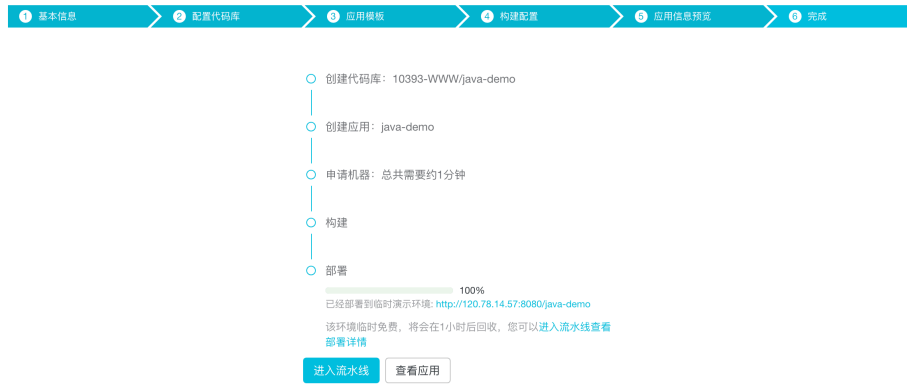 1 基本信息 2 配置代码库 3 应用模板 4 构建配置 5 应用信息预览 6 完成
创建代码库：10393-WWW/java-demo
创建应用：java-demo
申请机器：总共需要约1分钟
构建
部署
100%
已经部署到临时演示环境: http://120.78.14.57:8080/java-demo
该环境临时免费，将会在1小时后回收，您可以进入流水线查看
部署详情
进入流水线 查看应用